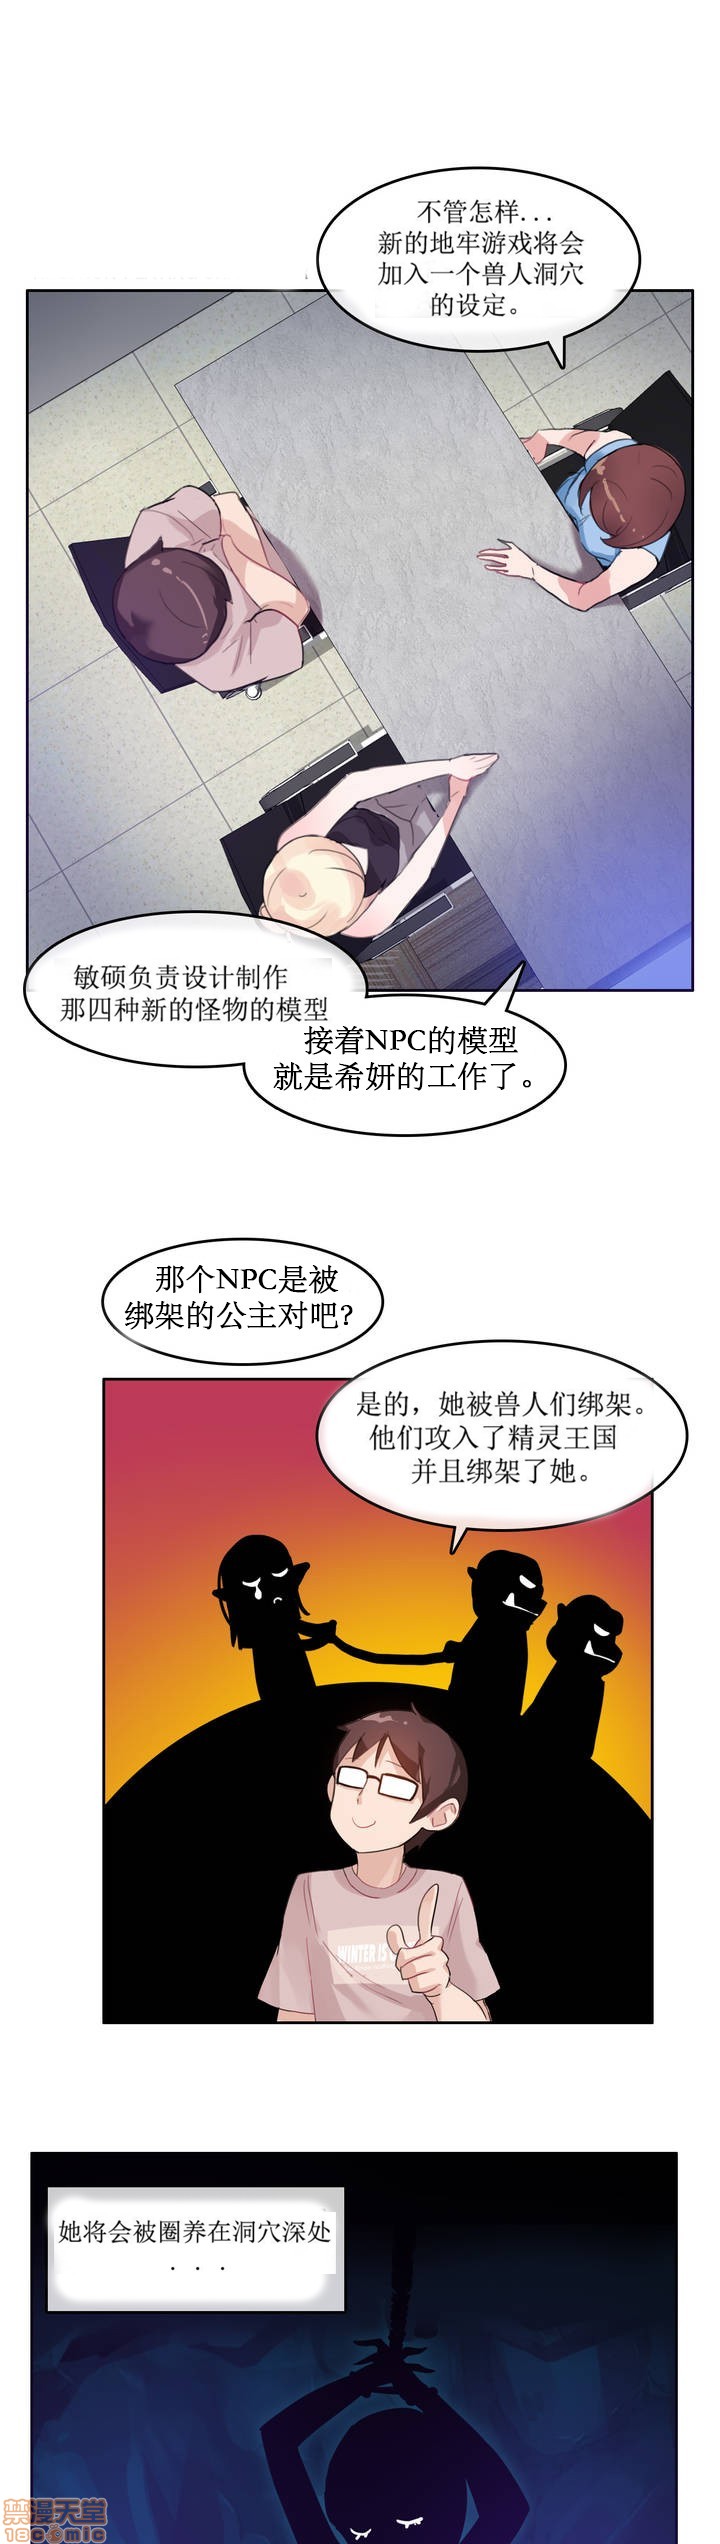 不管怎样...
新的地牢游戏将会
加入一个兽人洞穴
的设定。
敏硕负责设计制作
那四种新的怪物的模型
接着NPC的模型
就是希妍的工作了。
那个NPC是被
绑架的公主对吧?
是的，她被兽人们绑架。
他们攻入了精灵王国
并且绑架了她。
WINTER IS
她将会被圈养在洞穴深处
...
禁漫天堂
18comic